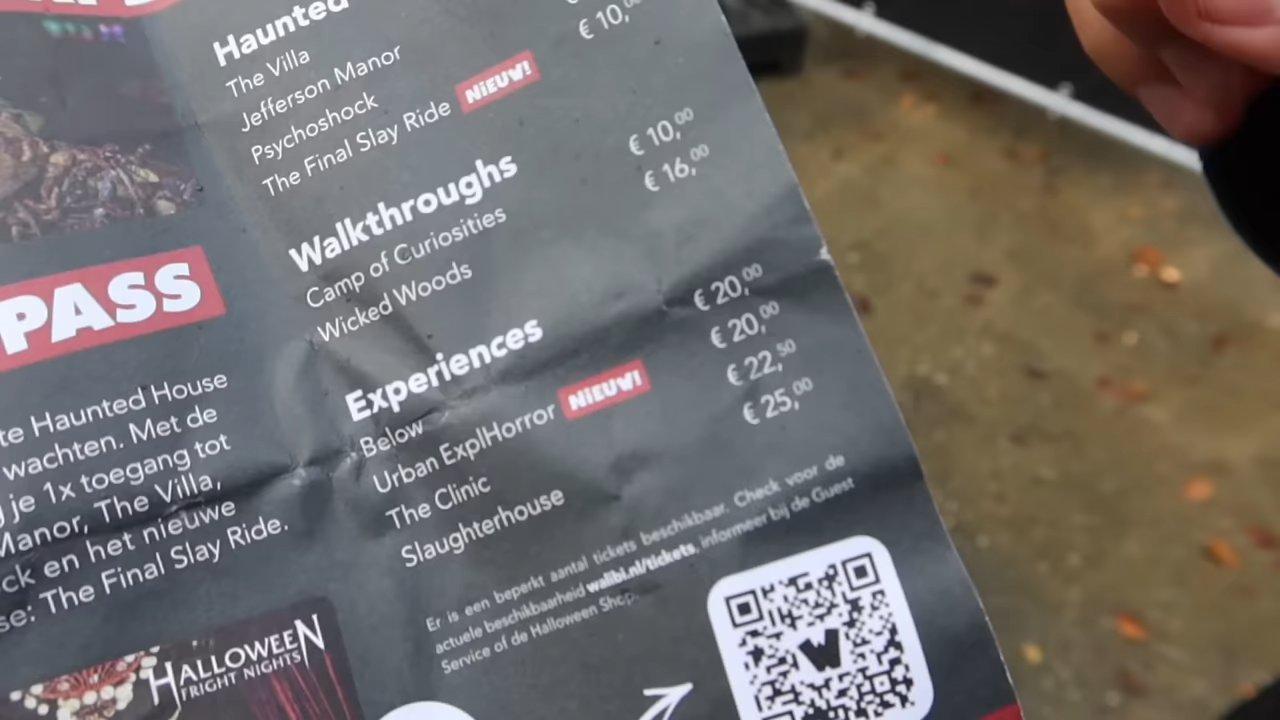 PASS
te Haunted House
wachten. Met de
je 1x toegang tot
Manor, The Villa,
ck en het nieuwe
se: The Final Slay Ride.
HALLOWEEN
FRIGHT NIGHTS
Haunted
The Villa
Jefferson Manor € 10,
Psychoshock
The Final Slay Ride NiEUW!
Walkthroughs
Camp of Curiosities € 10,00
Wicked Woods € 16,00
Experiences
Below € 20,00
Urban ExplHorror NiEUW! € 20,00
The Clinic € 22,50
Slaughterhouse € 25,00
Er is een beperkt aantal tickets beschikbaar. Check voor de
actuele beschikbaarheid walibi.nl/tickets, informeer bij de Guest
Service of de Halloween Shop.
W